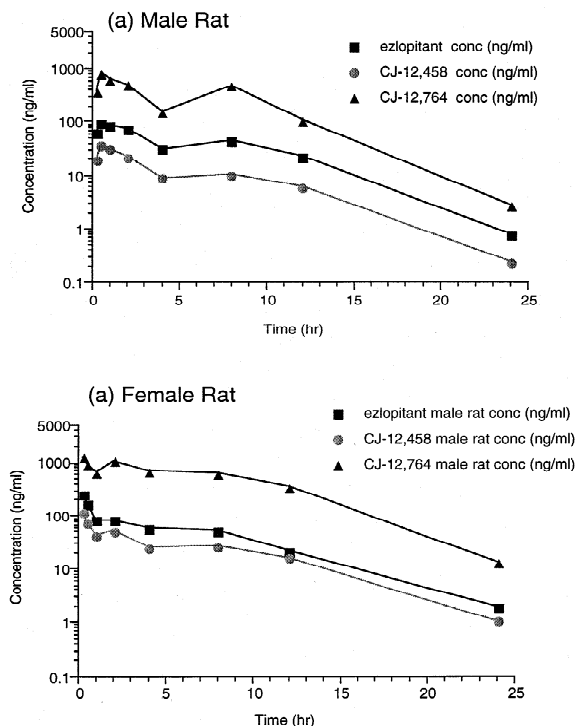 (a) Male Rat
5000
1000
100
10
1
0.1
Concentration (ng/ml)
ezlopitant conc (ng/ml)
CJ-12,458 conc (ng/ml)
CJ-12,764 conc (ng/ml)
0 5 10 15 20 25
Time (hr)
(a) Female Rat
5000
1000
100
10
1
0.1
Concentration (ng/ml)
ezlopitant male rat conc (ng/ml)
CJ-12,458 male rat conc (ng/ml)
CJ-12,764 male rat conc (ng/ml)
0 5 10 15 20 25
Time (hr)